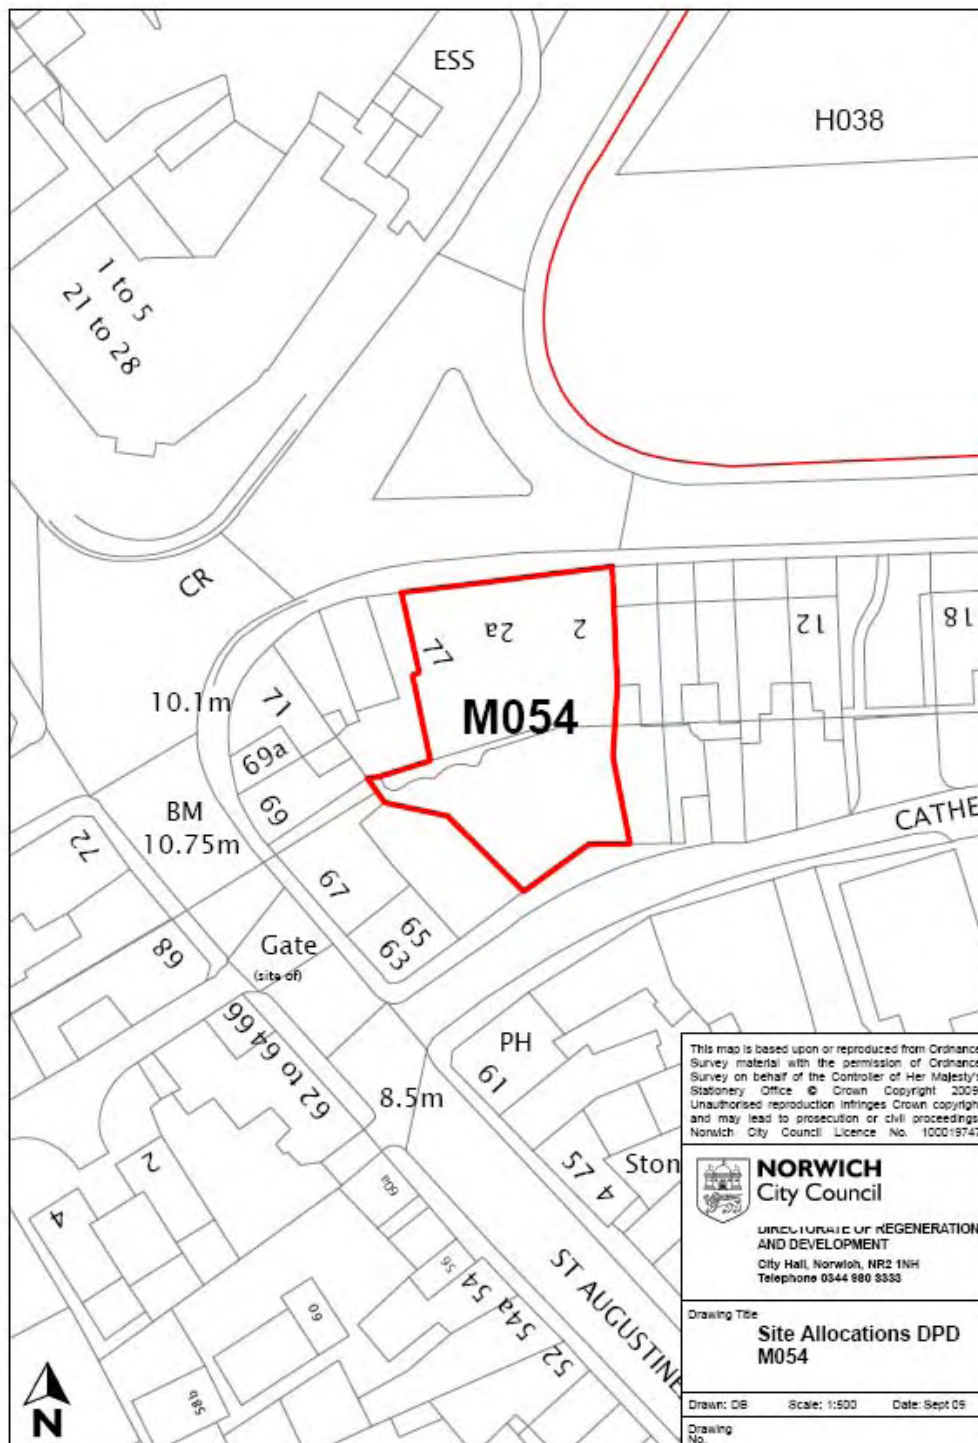 ESS
H038
1 to 5
21 to 28
CR
77
2a
2
12
18
10.1m
71
M054
69a
69
BM
10.75m
72
CATHE
67
65
63
68
Gate
(site of)
66
62 to 64
PH
61
8.5m
57
4
Ston
2
4
60a
56
54
54a
52
60
58b
ST AUGUSTINE
N
This map is based upon or reproduced from Ordnance
Survey material with the permission of Ordnance
Survey on behalf of the Controller of Her Majesty's
Stationery Office © Crown Copyright 2009
Unauthorised reproduction infringes Crown copyright
and may lead to prosecution or civil proceedings
Norwich City Council Licence No. 100019747
NORWICH
City Council
DIRECTORATE OF REGENERATION
AND DEVELOPMENT
City Hall, Norwich, NR2 1NH
Telephone 0344 980 3333
Drawing Title
Site Allocations DPD
M054
Drawn: DB Scale: 1:500 Date: Sept 09
Drawing
No.